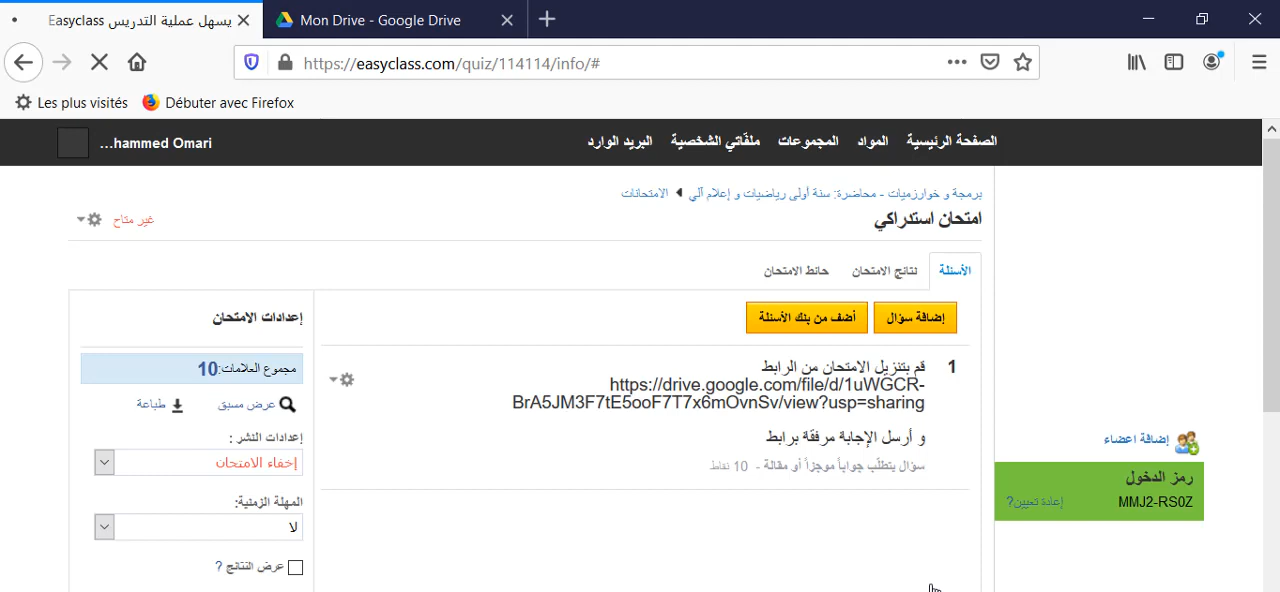 Easyclass يسهل عملية التدريس
Mon Drive - Google Drive
https://easyclass.com/quiz/114114/info/#
Les plus visités
Débuter avec Firefox
...hammed Omari
الصفحة الرئيسية
المواد
المجموعات
ملفّاتي الشخصية
البريد الوارد
برمجة و خوارزميات - محاضرة: سنة أولى رياضيات و إعلام آلي
الامتحانات
امتحان استدراكي
غير متاح
الأسئلة
نتائج الامتحان
حائط الامتحان
إضافة سؤال
أضف من بنك الأسئلة
إعدادات الامتحان
مجموع العلامات:10
عرض مسبق
طباعة
إعدادات النشر :
إخفاء الامتحان
المهلة الزمنية:
لا
عرض النتائج ?
1
قم بتنزيل الامتحان من الرابط
https://drive.google.com/file/d/1uWGCR-
BrA5JM3F7tE5ooF7T7x6mOvnSv/view?usp=sharing
و أرسل الإجابة مرفقة برابط
سؤال يتطلّب جواباً موجزاً أو مقالة - 10 نقاط
إضافة اعضاء
رمز الدخول
MMJ2-RS0Z
إعادة تعيين?